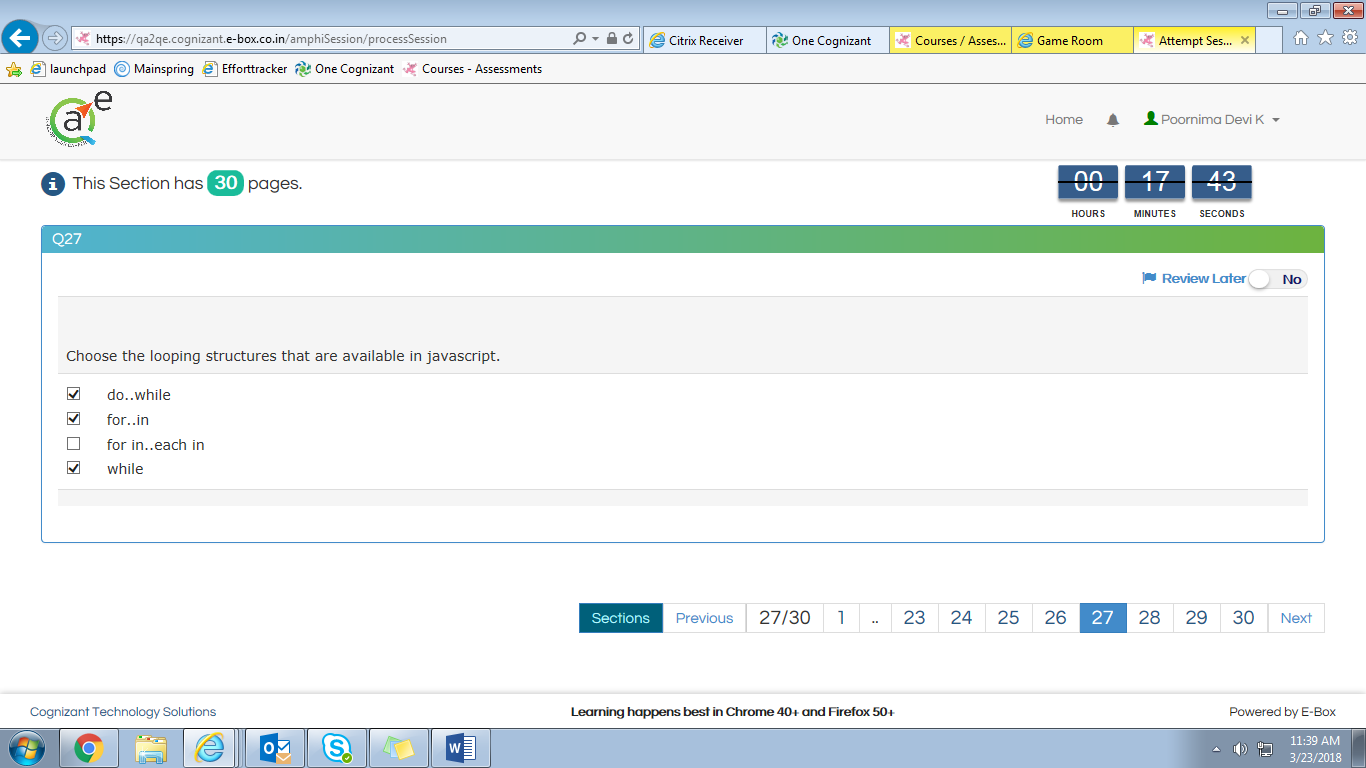 https://qa2qe.cognizant.e-box.co.in/amphiSession/processSession
Citrix Receiver
One Cognizant
Courses / Asses...
Game Room
Attempt Ses...
launchpad
Mainspring
Efforttracker
One Cognizant
Courses - Assessments
a e
Home
Poornima Devi K
i This Section has 30 pages.
00 17 43
HOURS MINUTES SECONDS
Q27
Review Later No
Choose the looping structures that are available in javascript.
do..while
for..in
for in..each in
while
Sections Previous 27/30 1 .. 23 24 25 26 27 28 29 30 Next
Cognizant Technology Solutions
Learning happens best in Chrome 40+ and Firefox 50+
Powered by E-Box
11:39 AM
3/23/2018